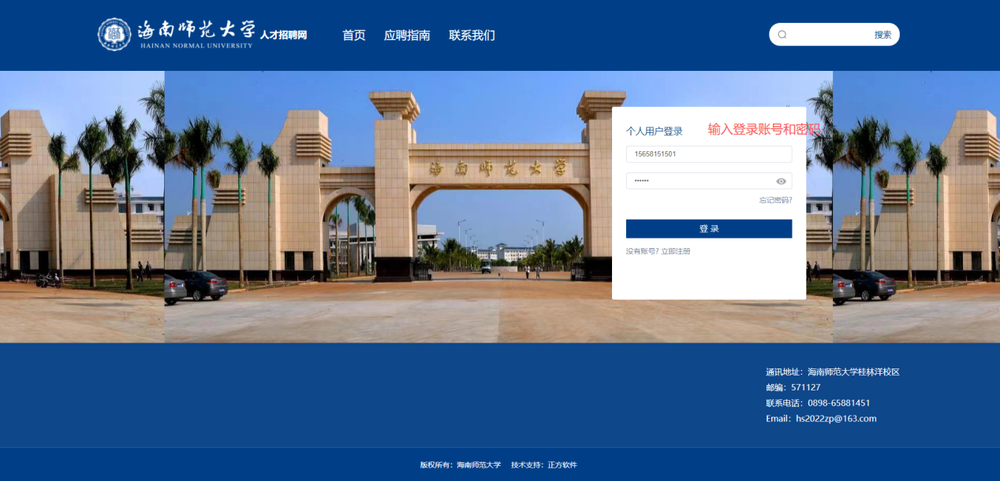 海南师范大学 人才招聘网
HAINAN NORMAL UNIVERSITY
首页 应聘指南 联系我们
搜索
海南师范大学
个人用户登录
输入登录账号和密码
15658151501
••••••
忘记密码?
登 录
没有账号? 立即注册
通讯地址：海南师范大学桂林洋校区
邮编：571127
联系电话：0898-65881451
Email：hs2022zp@163.com
版权所有：海南师范大学 技术支持：正方软件